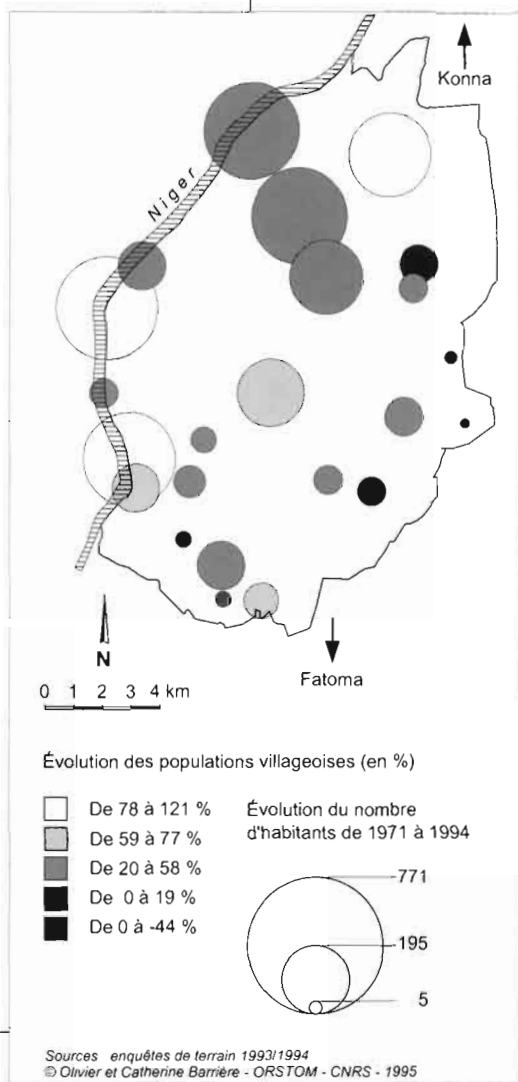 Konna
Niger
N
Fatoma
0 1 2 3 4 km
Évolution des populations villageoises (en %)
De 78 à 121 %
De 59 à 77 %
De 20 à 58 %
De 0 à 19 %
De 0 à -44 %
Évolution du nombre
d'habitants de 1971 à 1994
771
195
5
Sources enquêtes de terrain 1993/1994
© Olivier et Catherine Barrière - ORSTOM - CNRS - 1995